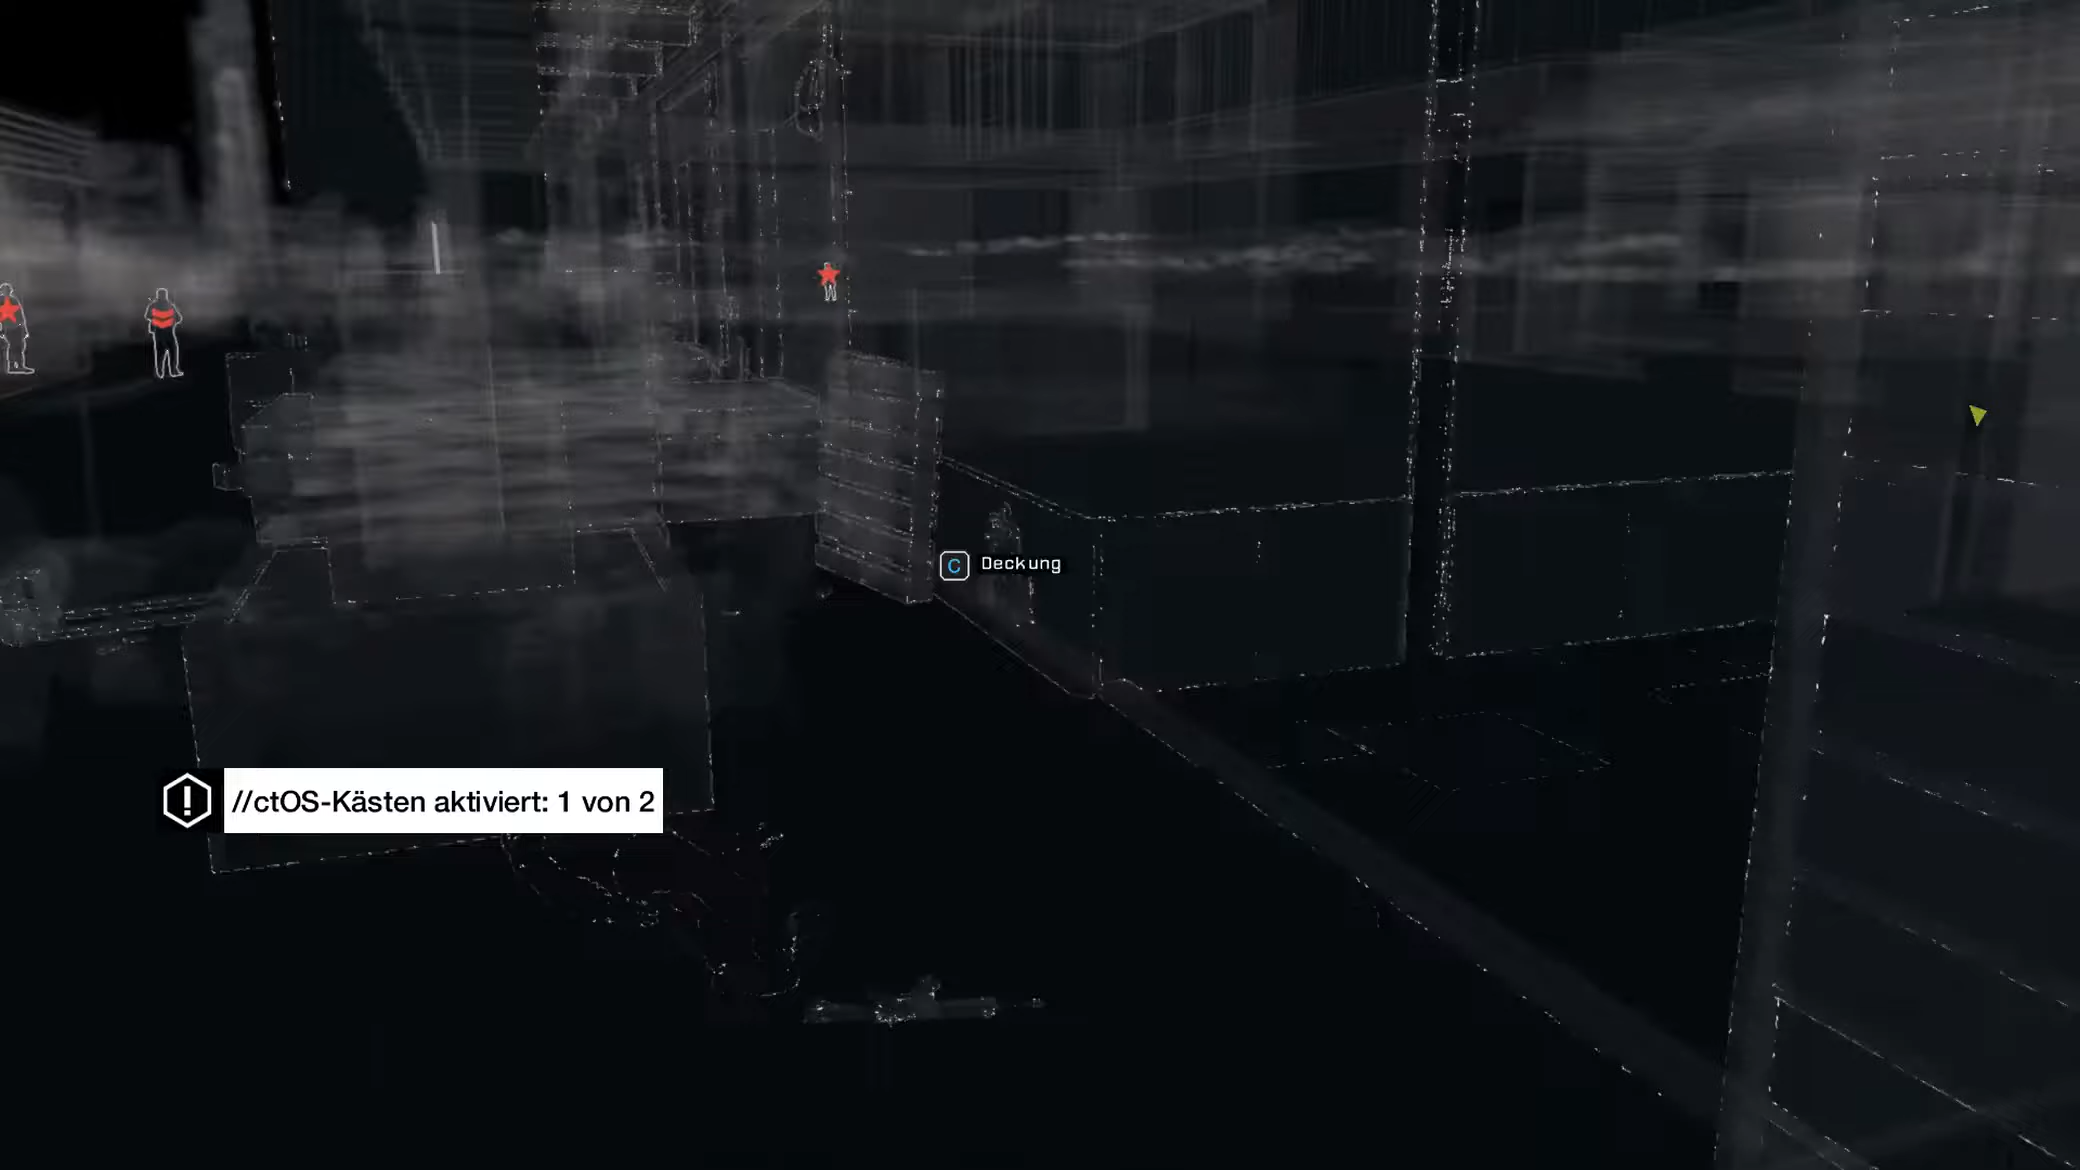 C Deckung
//ctOS-Kästen aktiviert: 1 von 2